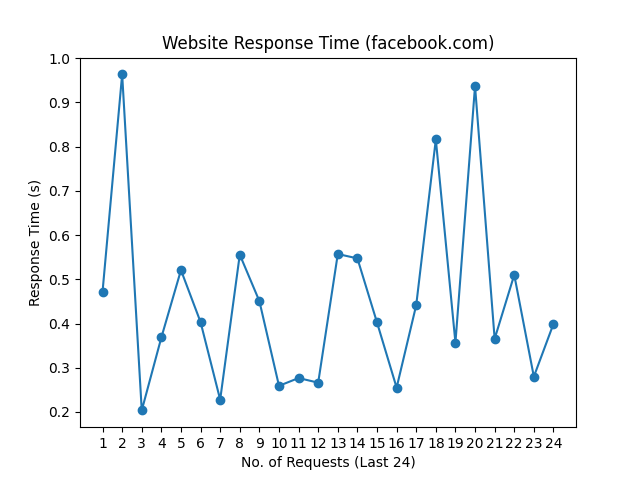 Website Response Time (facebook.com)
1.0
0.9
0.8
0.7
0.6
0.5
0.4
0.3
0.2
Response Time (s)
1 2 3 4 5 6 7 8 9 10 11 12 13 14 15 16 17 18 19 20 21 22 23 24
No. of Requests (Last 24)